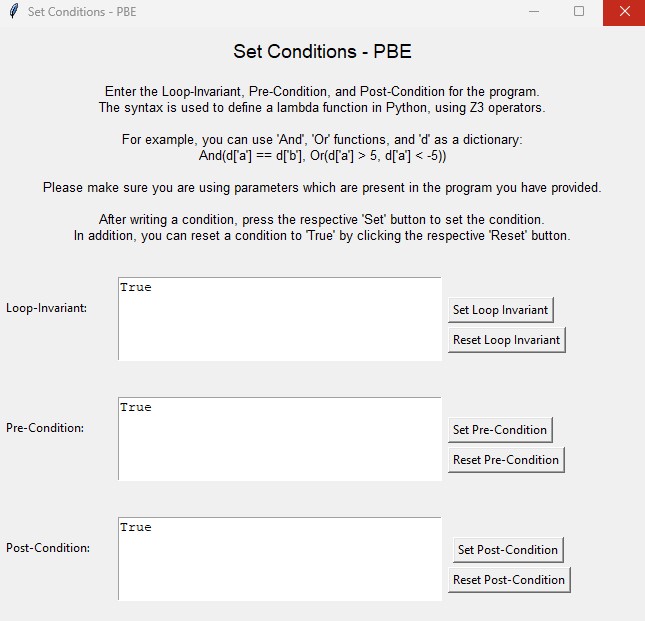 Set Conditions - PBE
Set Conditions - PBE
Enter the Loop-Invariant, Pre-Condition, and Post-Condition for the program.
The syntax is used to define a lambda function in Python, using Z3 operators.
For example, you can use 'And', 'Or' functions, and 'd' as a dictionary:
And(d['a'] == d['b'], Or(d['a'] > 5, d['a'] < -5))
Please make sure you are using parameters which are present in the program you have provided.
After writing a condition, press the respective 'Set' button to set the condition.
In addition, you can reset a condition to 'True' by clicking the respective 'Reset' button.
Loop-Invariant:
True
Set Loop Invariant
Reset Loop Invariant
Pre-Condition:
True
Set Pre-Condition
Reset Pre-Condition
Post-Condition:
True
Set Post-Condition
Reset Post-Condition